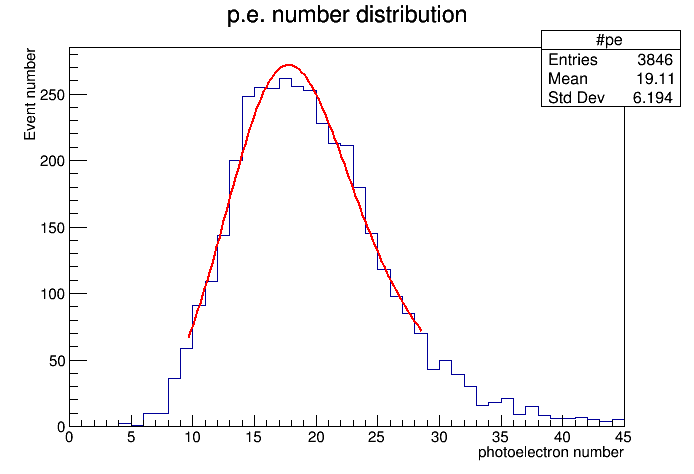 p.e. number distribution
#pe
Entries 3846
Mean 19.11
Std Dev 6.194
Event number
250
200
150
100
50
0
0 5 10 15 20 25 30 35 40 45
photoelectron number